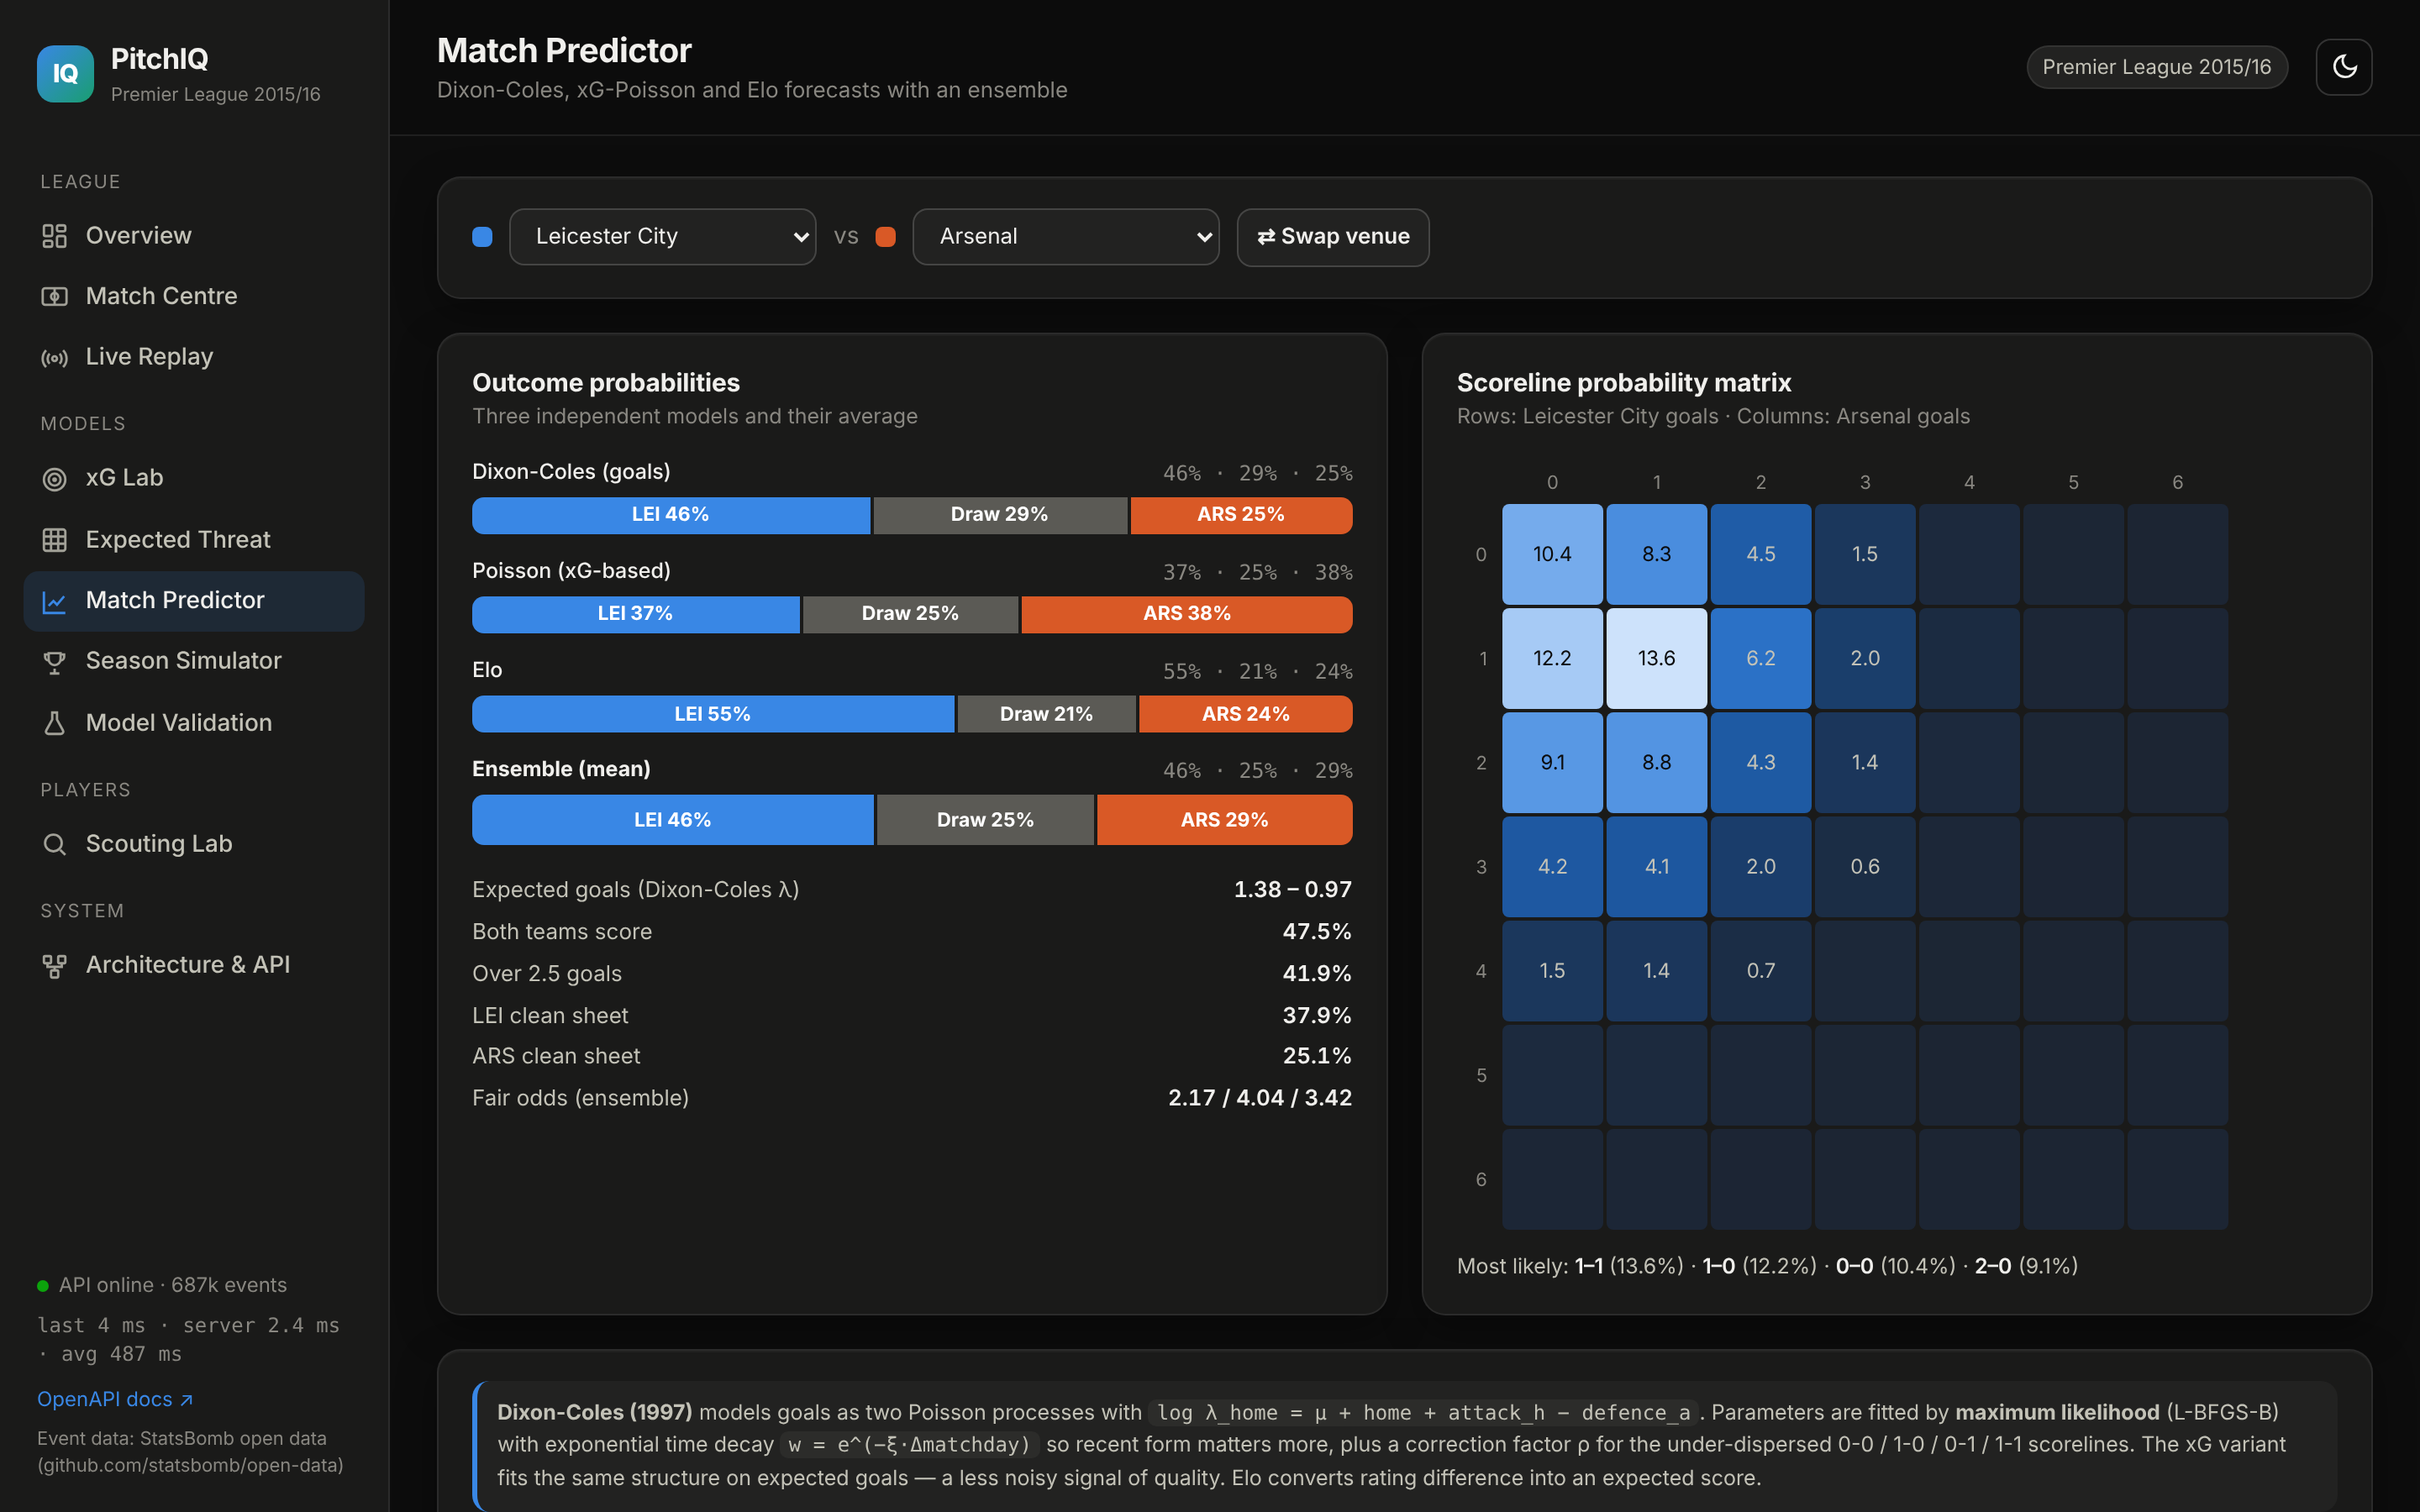 IQ
PitchIQ
Premier League 2015/16
LEAGUE
Overview
Match Centre
Live Replay
MODELS
xG Lab
Expected Threat
Match Predictor
Season Simulator
Model Validation
PLAYERS
Scouting Lab
SYSTEM
Architecture & API
API online · 687k events
last 4 ms · server 2.4 ms
· avg 487 ms
OpenAPI docs ↗
Event data: StatsBomb open data
(github.com/statsbomb/open-data)
Match Predictor
Dixon-Coles, xG-Poisson and Elo forecasts with an ensemble
Premier League 2015/16
Leicester City vs Arsenal ⇄ Swap venue
Outcome probabilities
Three independent models and their average
Dixon-Coles (goals) 46% · 29% · 25%
LEI 46% Draw 29% ARS 25%
Poisson (xG-based) 37% · 25% · 38%
LEI 37% Draw 25% ARS 38%
Elo 55% · 21% · 24%
LEI 55% Draw 21% ARS 24%
Ensemble (mean) 46% · 25% · 29%
LEI 46% Draw 25% ARS 29%
Expected goals (Dixon-Coles λ) 1.38 – 0.97
Both teams score 47.5%
Over 2.5 goals 41.9%
LEI clean sheet 37.9%
ARS clean sheet 25.1%
Fair odds (ensemble) 2.17 / 4.04 / 3.42
Scoreline probability matrix
Rows: Leicester City goals · Columns: Arsenal goals
0 1 2 3 4 5 6
0 10.4 8.3 4.5 1.5
1 12.2 13.6 6.2 2.0
2 9.1 8.8 4.3 1.4
3 4.2 4.1 2.0 0.6
4 1.5 1.4 0.7
5
6
Most likely: 1–1 (13.6%) · 1–0 (12.2%) · 0–0 (10.4%) · 2–0 (9.1%)
Dixon-Coles (1997) models goals as two Poisson processes with log λ_home = μ + home + attack_h − defence_a. Parameters are fitted by maximum likelihood (L-BFGS-B)
with exponential time decay w = e^(−ξ·Δmatchday) so recent form matters more, plus a correction factor ρ for the under-dispersed 0-0 / 1-0 / 0-1 / 1-1 scorelines. The xG variant
fits the same structure on expected goals — a less noisy signal of quality. Elo converts rating difference into an expected score.